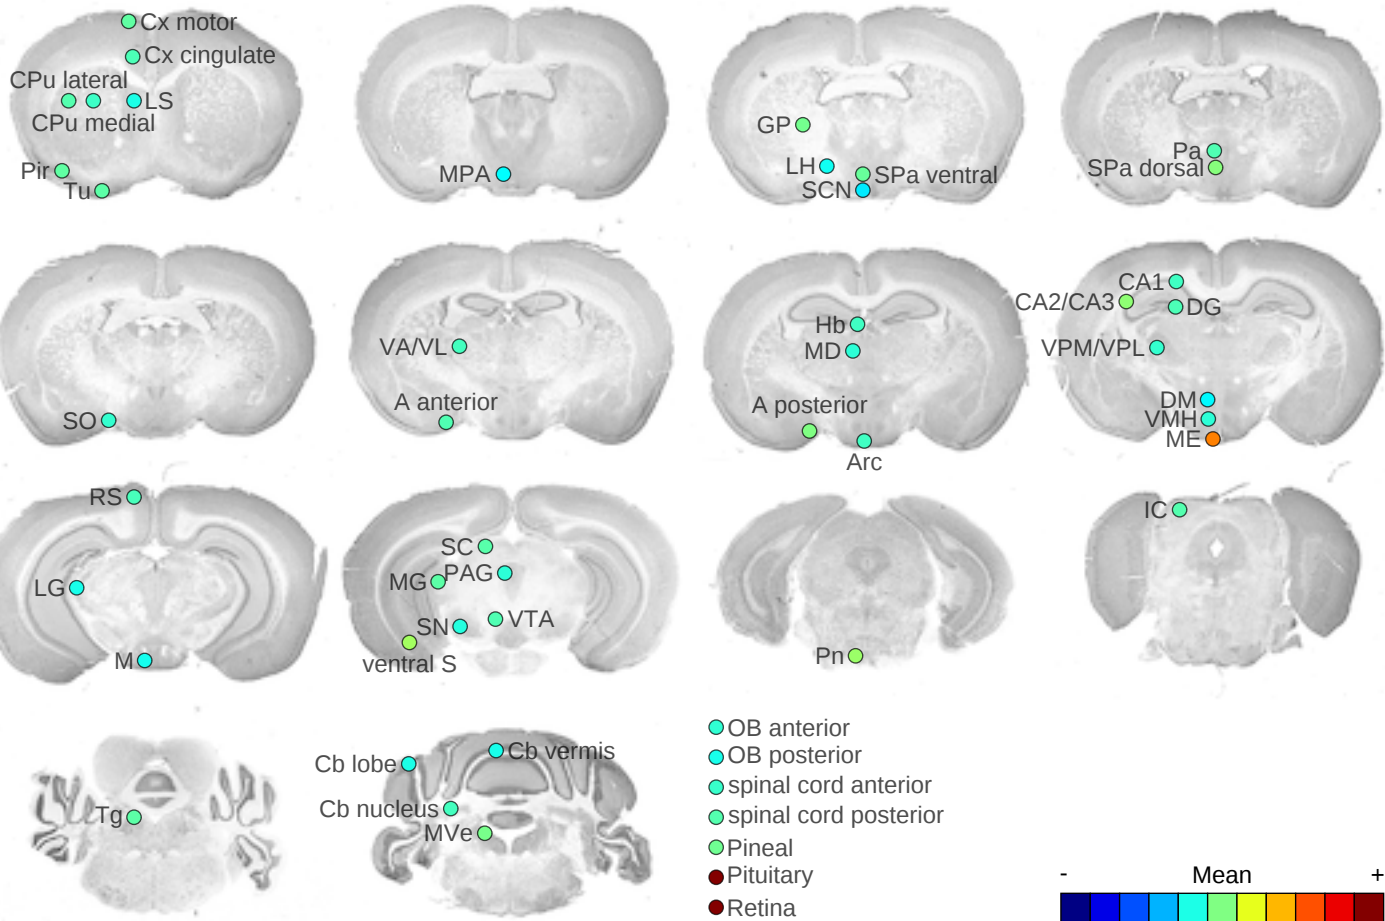 Cx motor
Cx cingulate
CPu lateral
LS
CPu medial
Pir
Tu
MPA
GP
LH
SPa ventral
SCN
Pa
SPa dorsal
SO
VA/VL
A anterior
Hb
MD
A posterior
Arc
CA1
CA2/CA3
DG
VPM/VPL
DM
VMH
ME
RS
LG
M
SC
MG
PAG
SN
VTA
ventral S
Pn
IC
Tg
Cb lobe
Cb vermis
Cb nucleus
MVe
OB anterior
OB posterior
spinal cord anterior
spinal cord posterior
Pineal
Pituitary
Retina
- Mean +